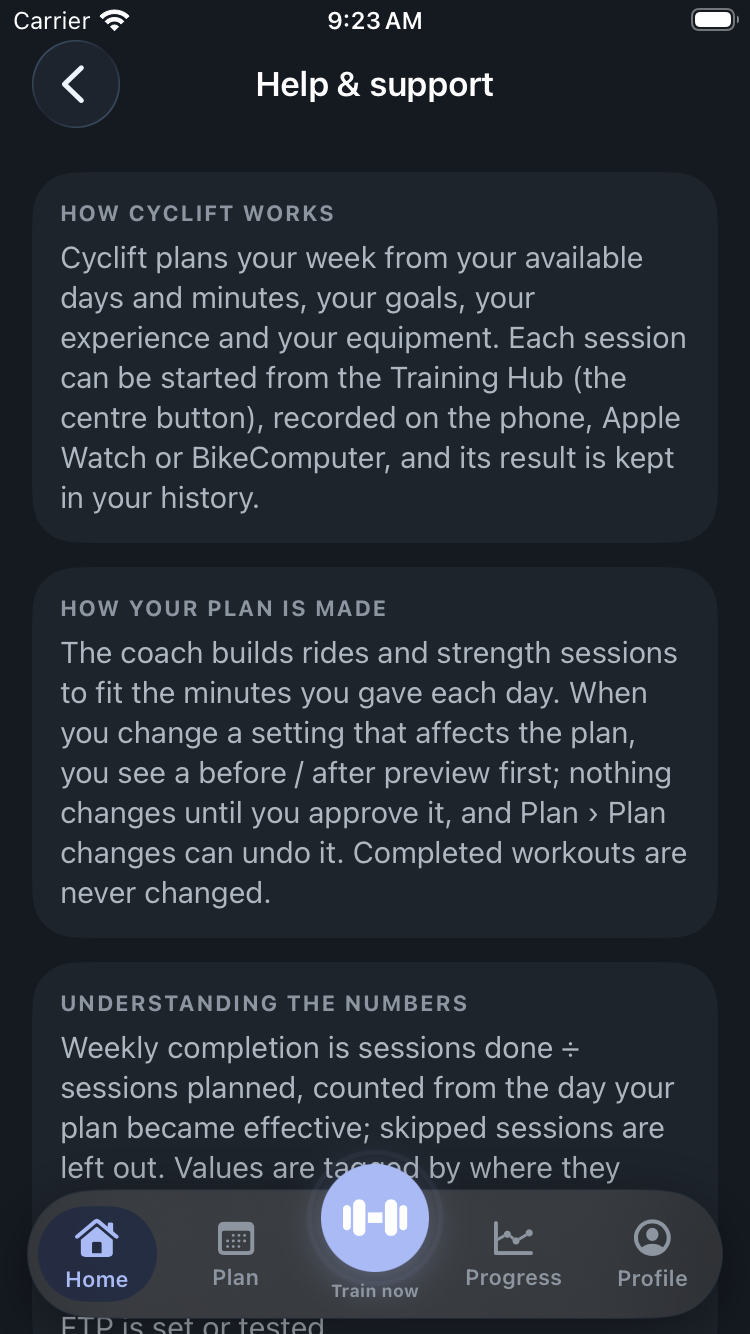 Carrier 9:23 AM
Help & support
HOW CYCLIFT WORKS
Cyclift plans your week from your available
days and minutes, your goals, your
experience and your equipment. Each session
can be started from the Training Hub (the
centre button), recorded on the phone, Apple
Watch or BikeComputer, and its result is kept
in your history.
HOW YOUR PLAN IS MADE
The coach builds rides and strength sessions
to fit the minutes you gave each day. When
you change a setting that affects the plan,
you see a before / after preview first; nothing
changes until you approve it, and Plan › Plan
changes can undo it. Completed workouts are
never changed.
UNDERSTANDING THE NUMBERS
Weekly completion is sessions done ÷
sessions planned, counted from the day your
plan became effective; skipped sessions are
left out. Values are tagged by where they
Home
Plan
Train now
Progress
Profile
FTP is set or tested